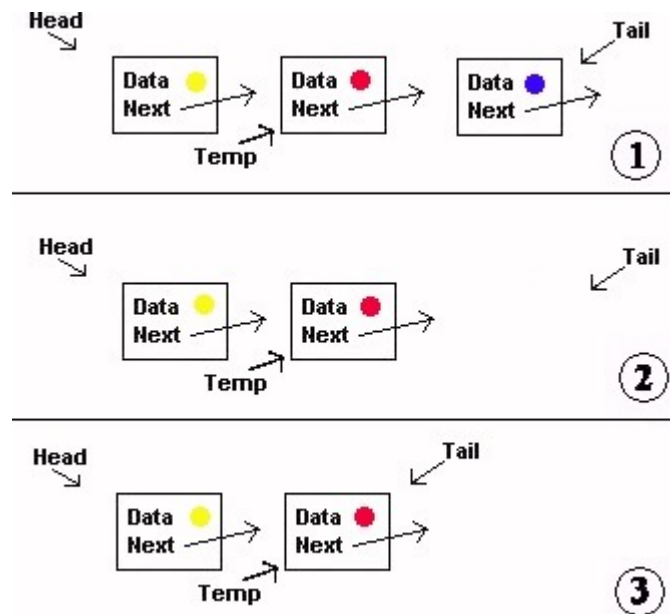 Head
Tail
Data
Next
Data
Next
Data
Next
Temp
1
Head
Tail
Data
Next
Data
Next
Temp
2
Head
Tail
Data
Next
Data
Next
Temp
3